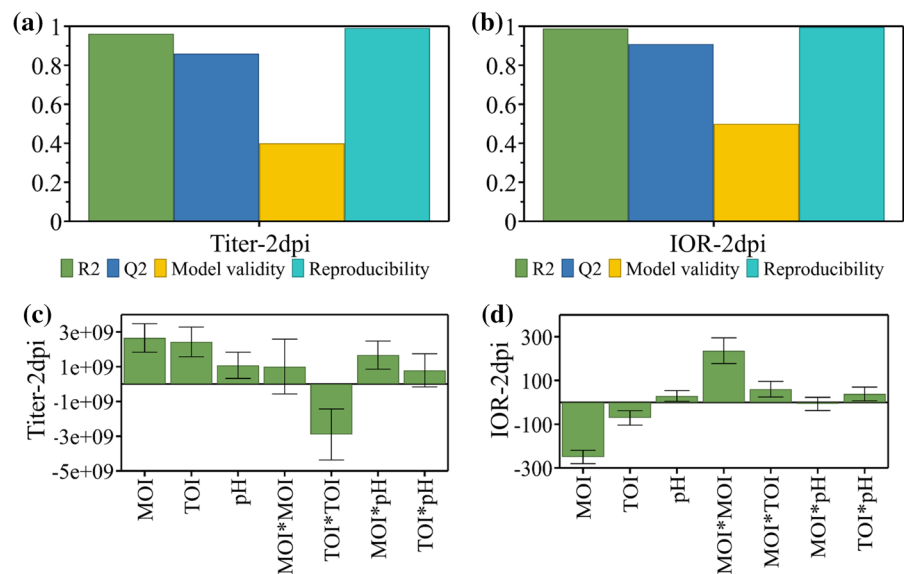 (a)
1
0.8
0.6
0.4
0.2
0
Titer-2dpi
R2 Q2 Model validity Reproducibility
(b)
1
0.8
0.6
0.4
0.2
0
IOR-2dpi
R2 Q2 Model validity Reproducibility
(c)
Titer-2dpi
3e+09
1e+09
-1e+09
-3e+09
-5e+09
MOI
TOI
pH
MOI*MOI
TOI*TOI
MOI*pH
TOI*pH
(d)
IOR-2dpi
300
100
-100
-300
MOI
TOI
pH
MOI*MOI
MOI*TOI
MOI*pH
TOI*pH